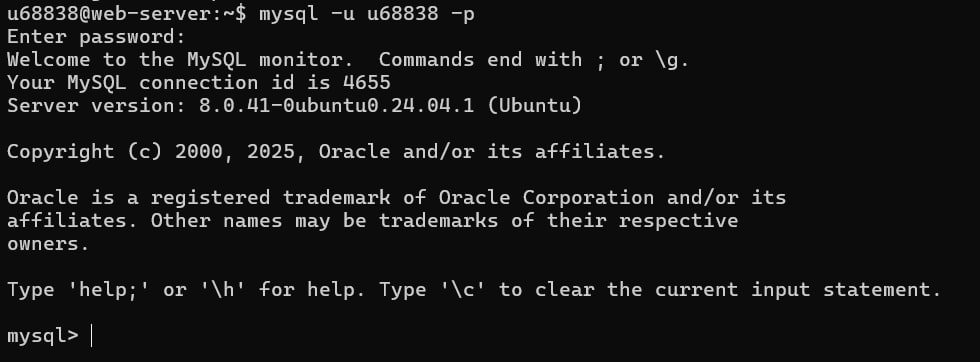 u68838@web-server:~$ mysql -u u68838 -p
Enter password:
Welcome to the MySQL monitor.  Commands end with ; or \g.
Your MySQL connection id is 4655
Server version: 8.0.41-0ubuntu0.24.04.1 (Ubuntu)
Copyright (c) 2000, 2025, Oracle and/or its affiliates.
Oracle is a registered trademark of Oracle Corporation and/or its
affiliates. Other names may be trademarks of their respective
owners.
Type 'help;' or '\h' for help. Type '\c' to clear the current input statement.
mysql>